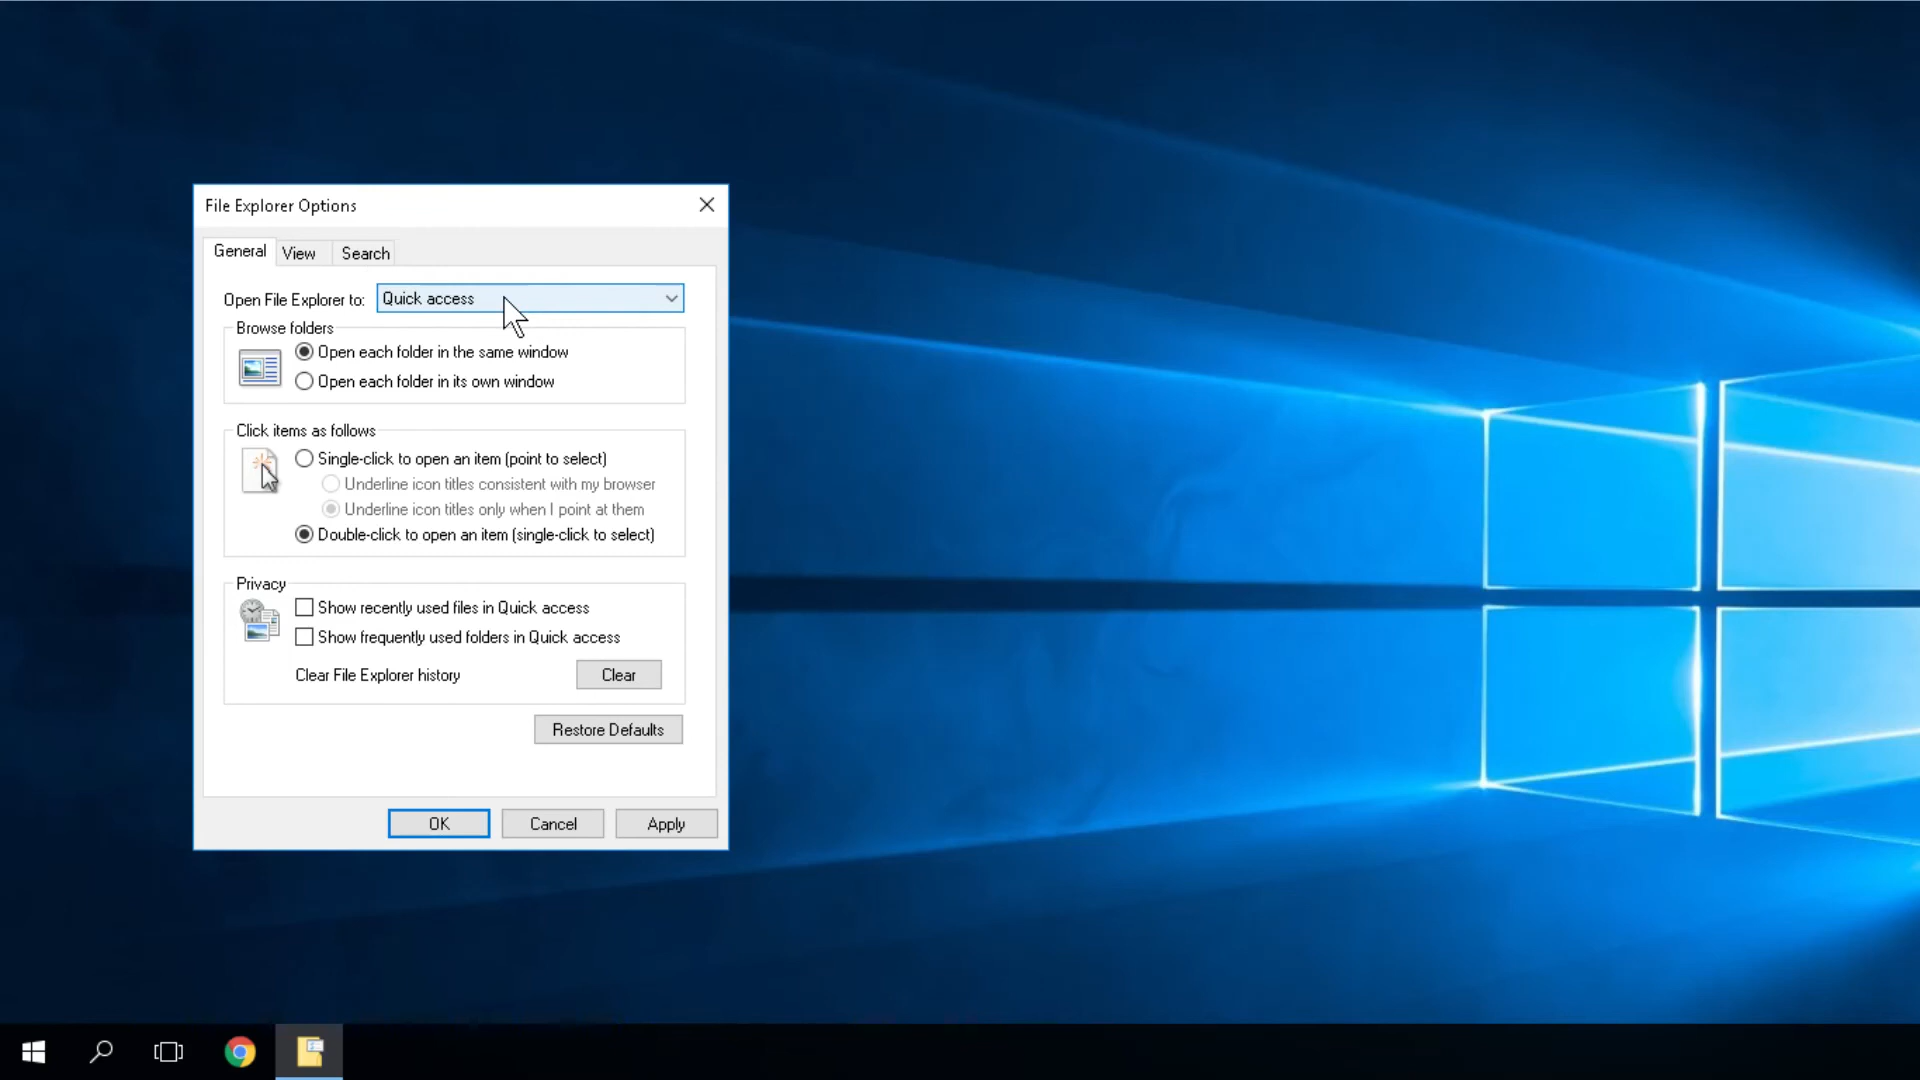 File Explorer Options
General View Search
Open File Explorer to: Quick access
Browse folders
Open each folder in the same window
Open each folder in its own window
Click items as follows
Single-click to open an item (point to select)
Underline icon titles consistent with my browser
Underline icon titles only when I point at them
Double-click to open an item (single-click to select)
Privacy
Show recently used files in Quick access
Show frequently used folders in Quick access
Clear File Explorer history Clear
Restore Defaults
OK Cancel Apply